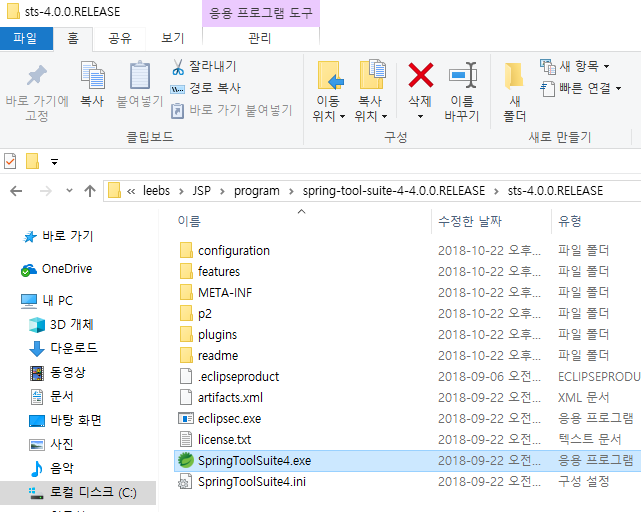 sts-4.0.0.RELEASE
응용 프로그램 도구
파일 홈 공유 보기 관리
바로 가기에 고정
복사
붙여넣기
잘라내기
경로 복사
바로 가기 붙여넣기
클립보드
이동 위치
복사 위치
삭제
이름 바꾸기
구성
새 폴더
새 항목
빠른 연결
새로 만들기
« leebs > JSP > program > spring-tool-suite-4-4.0.0.RELEASE > sts-4.0.0.RELEASE
바로 가기
OneDrive
내 PC
3D 개체
다운로드
동영상
문서
바탕 화면
사진
음악
로컬 디스크 (C:)
이름 수정한 날짜 유형
configuration 2018-10-22 오후... 파일 폴더
features 2018-10-22 오후... 파일 폴더
META-INF 2018-10-22 오후... 파일 폴더
p2 2018-10-22 오후... 파일 폴더
plugins 2018-10-22 오후... 파일 폴더
readme 2018-10-22 오후... 파일 폴더
.eclipseproduct 2018-09-06 오전... ECLIPSEPRODU
artifacts.xml 2018-09-22 오전... XML 문서
eclipsec.exe 2018-09-22 오전... 응용 프로그램
license.txt 2018-09-22 오전... 텍스트 문서
SpringToolSuite4.exe 2018-09-22 오전... 응용 프로그램
SpringToolSuite4.ini 2018-09-22 오전... 구성 설정